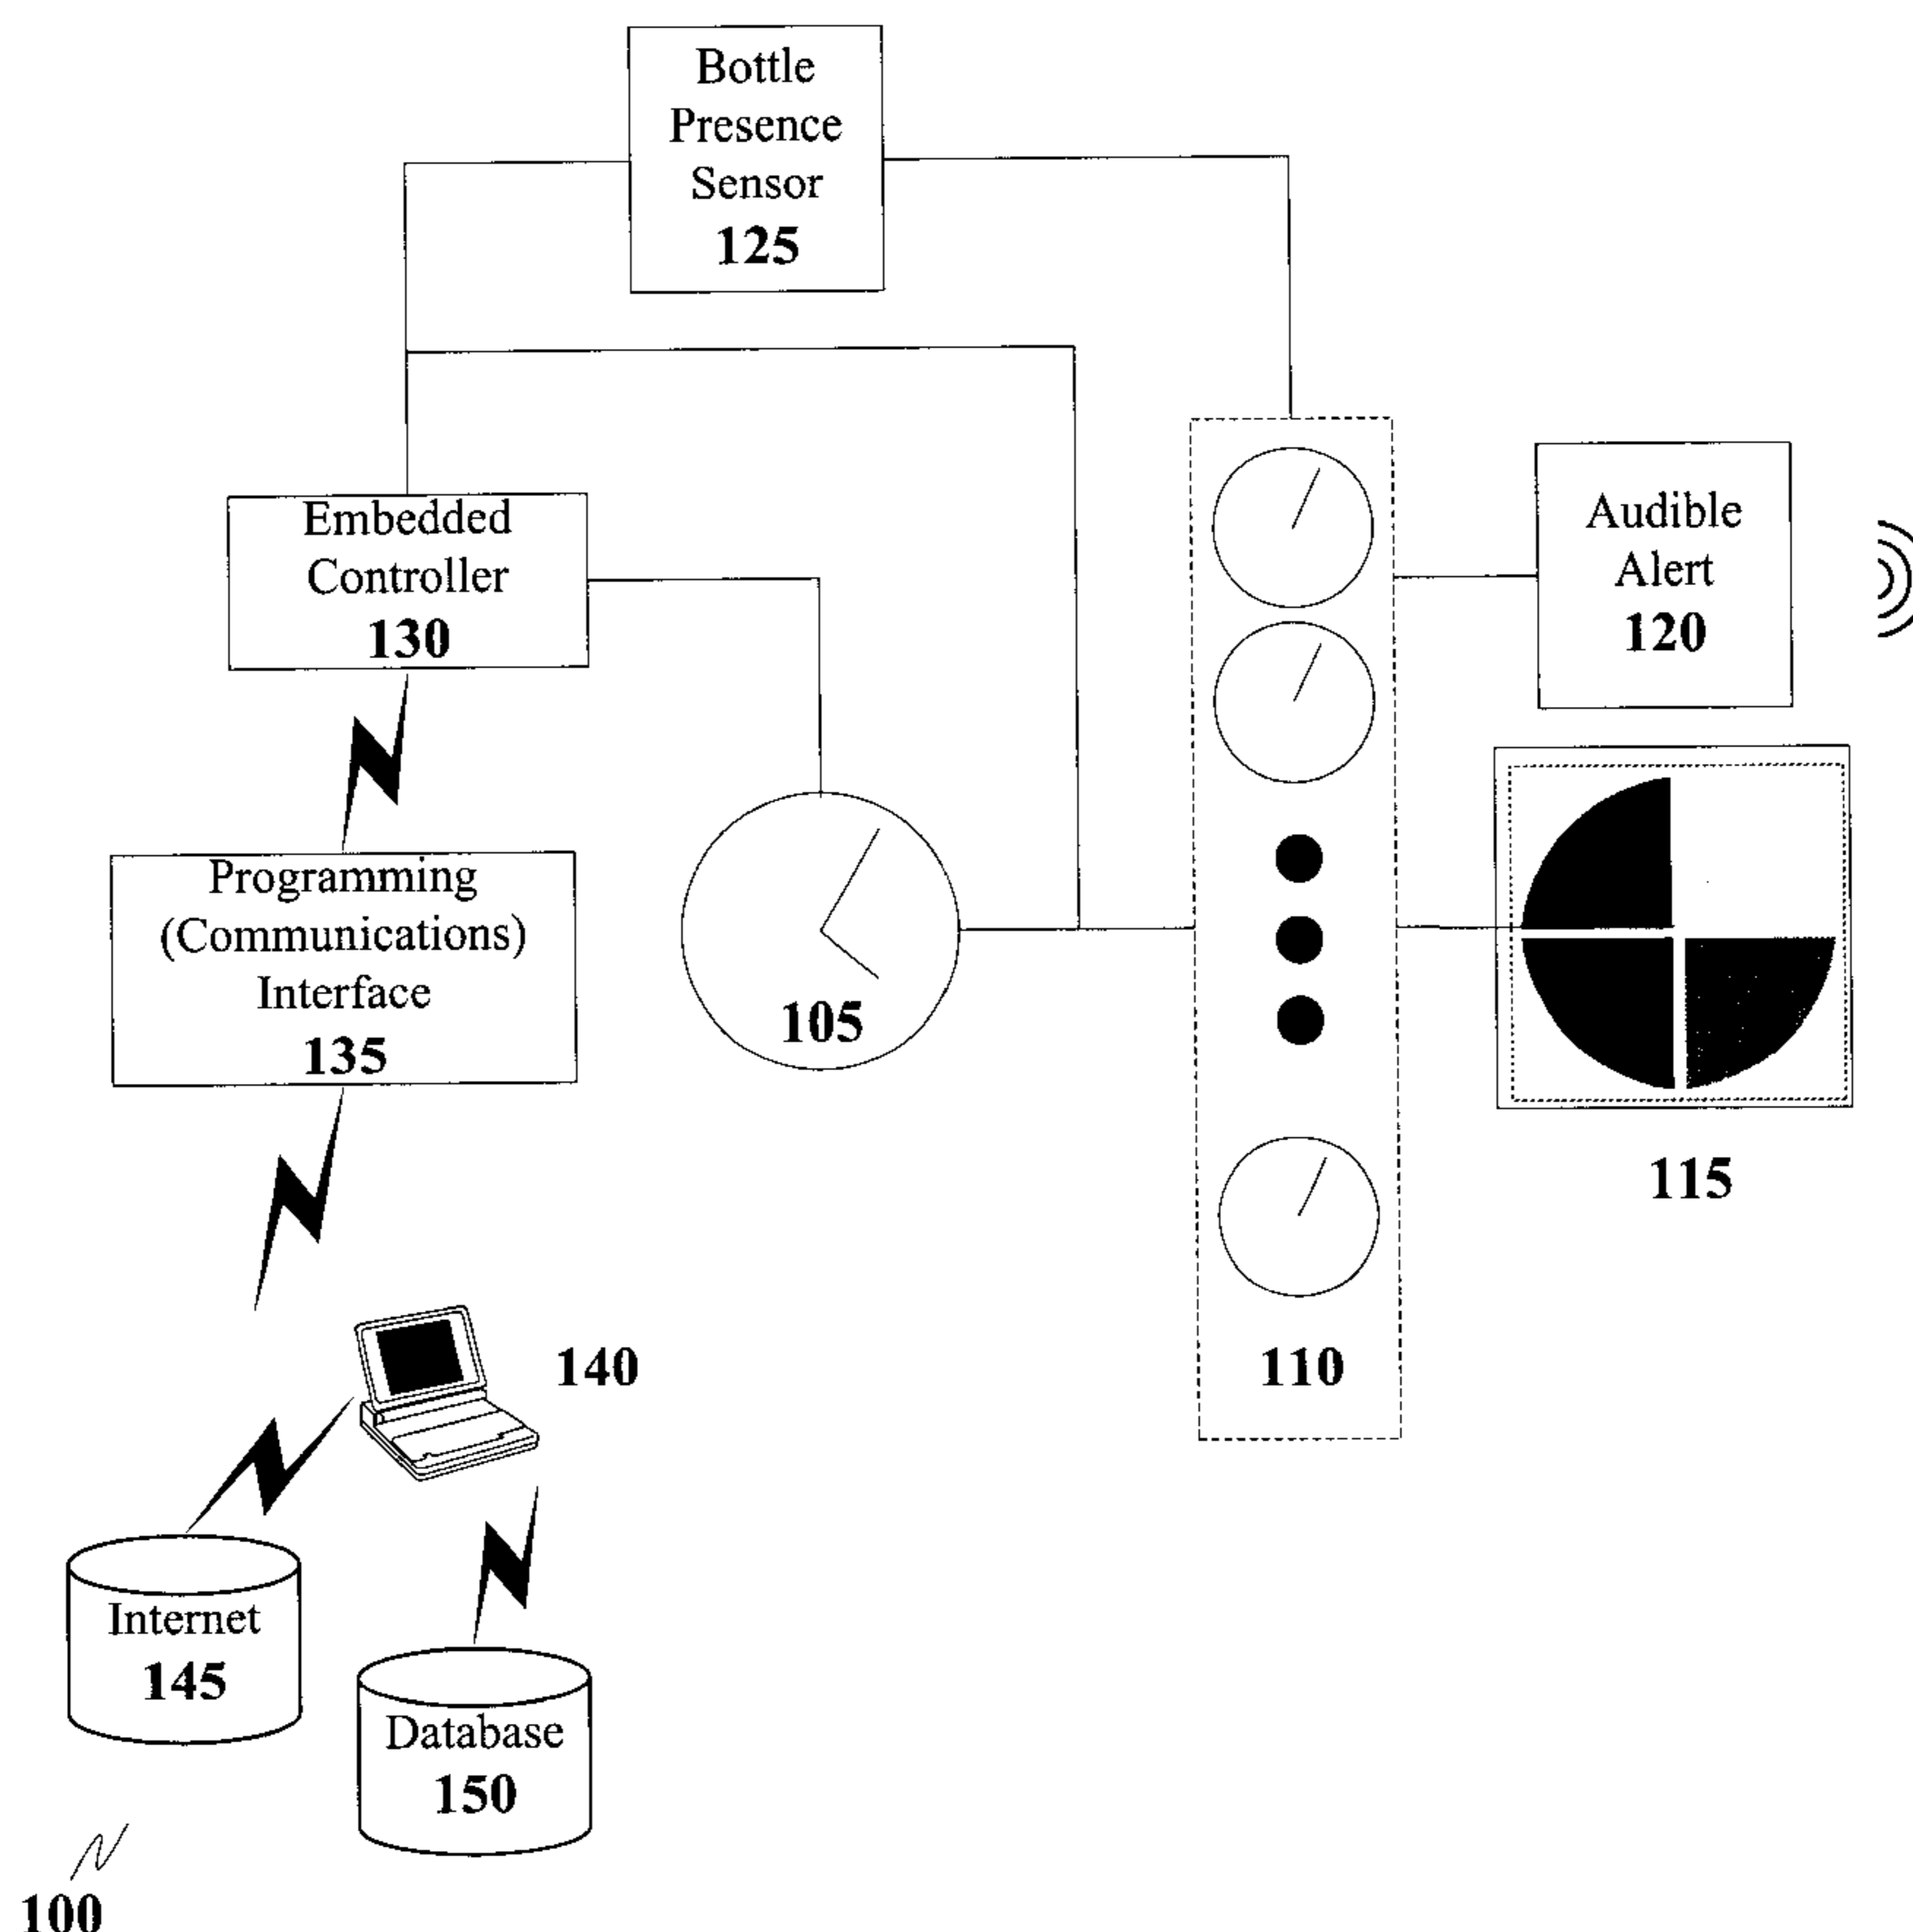 Bottle
Presence
Sensor
125
Embedded
Controller
130
Audible
Alert
120
Programming
(Communications)
Interface
135
105
115
110
140
Internet
145
Database
150
100